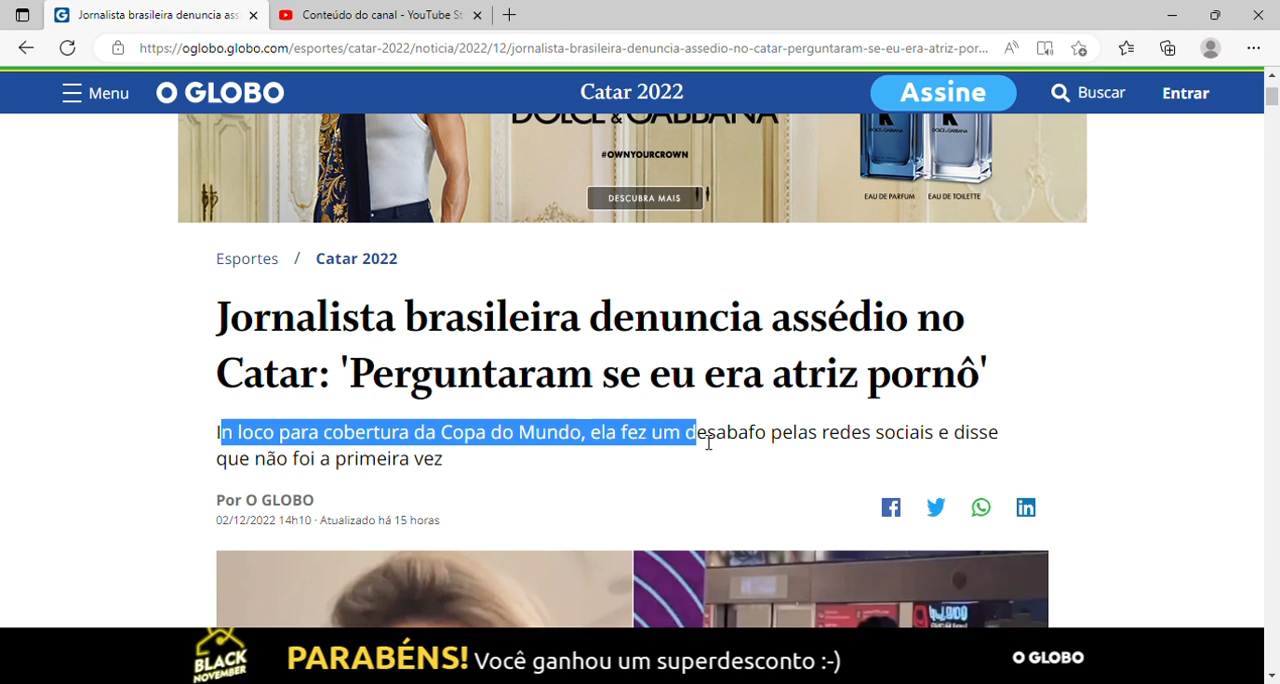 Jornalista brasileira denuncia ass
Conteúdo do canal - YouTube St
https://oglobo.globo.com/esportes/catar-2022/noticia/2022/12/jornalista-brasileira-denuncia-assedio-no-catar-perguntaram-se-eu-era-atriz-por...
Menu
O GLOBO
Catar 2022
Assine
Buscar
Entrar
DOLCE & GABBANA
K K
#OWNYOURCROWN
DESCUBRA MAIS
EAU DE PARFUM EAU DE TOILETTE
Esportes / Catar 2022
Jornalista brasileira denuncia assédio no
Catar: 'Perguntaram se eu era atriz pornô'
In loco para cobertura da Copa do Mundo, ela fez um desabafo pelas redes sociais e disse
que não foi a primeira vez
Por O GLOBO
02/12/2022 14h10 · Atualizado há 15 horas
BLACK
NOVEMBER
PARABÉNS! Você ganhou um superdesconto :-)
O GLOBO